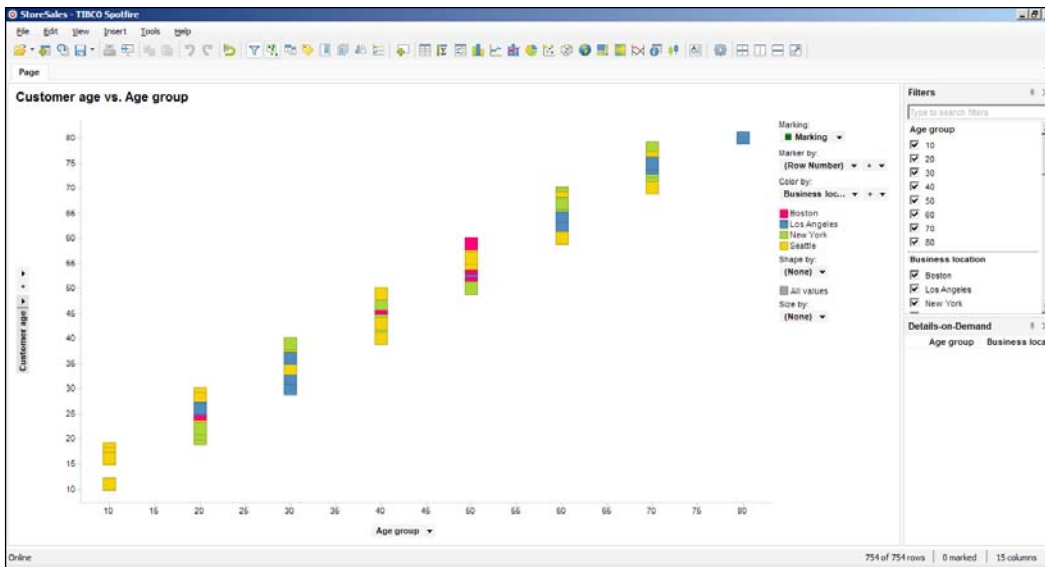 StoreSales - TIBCO Spotfire
File Edit View Insert Tools Help
Page
Customer age vs. Age group
80
75
70
65
60
55
50
45
40
35
30
25
20
15
10
Customer age
10 15 20 25 30 35 40 45 50 55 60 65 70 75 80
Age group
Marking:
Marking
Marker by:
(Row Number) +
Color by:
Business loc... +
Boston
Los Angeles
New York
Seattle
Shape by:
(None)
All values
Size by:
(None)
Filters
Type to search filters
Age group
10
20
30
40
50
60
70
80
Business location
Boston
Los Angeles
New York
Details-on-Demand
Age group Business loca
Online
754 of 754 rows 0 marked 15 columns